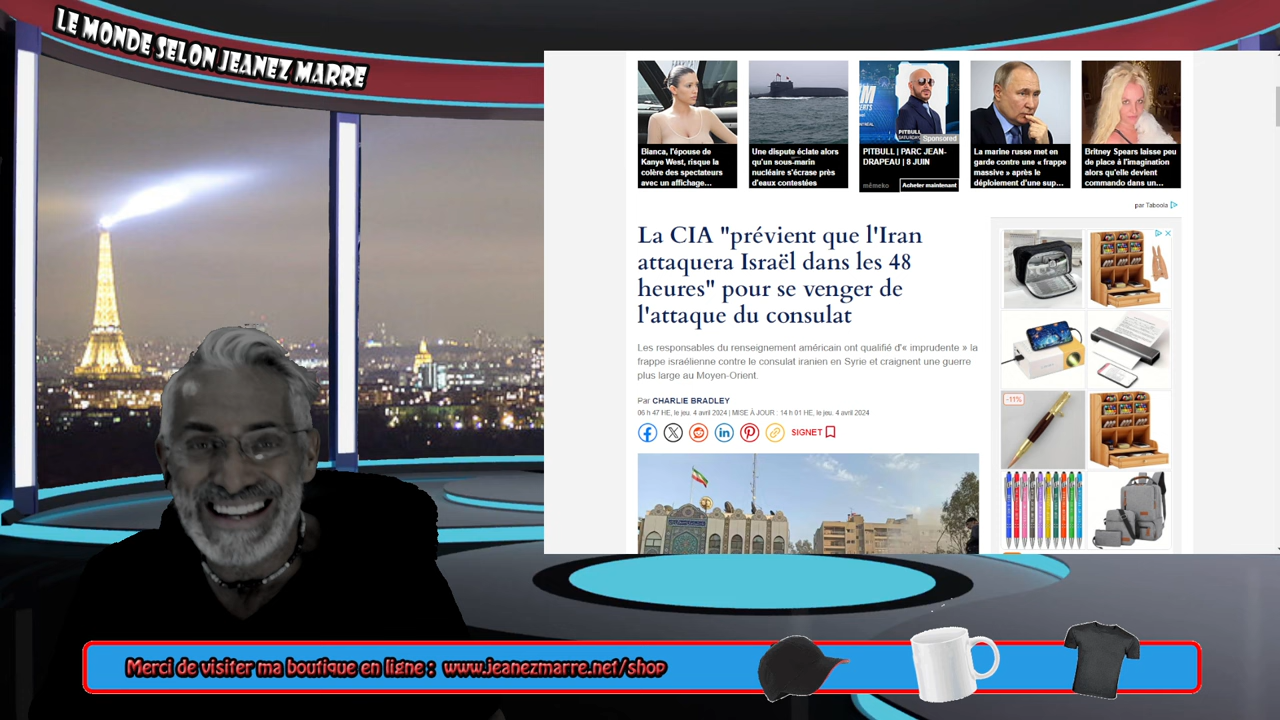 LE MONDE SELON JEANEZ MARRE
Bianca, l'épouse de
Kanye West, risque la
colère des spectateurs
avec un affichage...
Une dispute éclate alors
qu'un sous-marin
nucléaire s'écrase près
d'eaux contestées
PITBULL
SATURDAY
Sponsored
PITBULL | PARC JEAN-
DRAPEAU | 8 JUIN
mèmeko
Acheter maintenant
La marine russe met en
garde contre une « frappe
massive » après le
déploiement d'une sup...
Britney Spears laisse peu
de place à l'imagination
alors qu'elle devient
commando dans un...
par Taboola
La CIA "prévient que l'Iran
attaquera Israël dans les 48
heures" pour se venger de
l'attaque du consulat
Les responsables du renseignement américain ont qualifié d'« imprudente » la
frappe israélienne contre le consulat iranien en Syrie et craignent une guerre
plus large au Moyen-Orient.
Par CHARLIE BRADLEY
06 h 47 HE, le jeu. 4 avril 2024 | MISE À JOUR : 14 h 01 HE, le jeu. 4 avril 2024
SIGNET
-11%
Merci de visiter ma boutique en ligne : www.jeanezmarre.net/shop